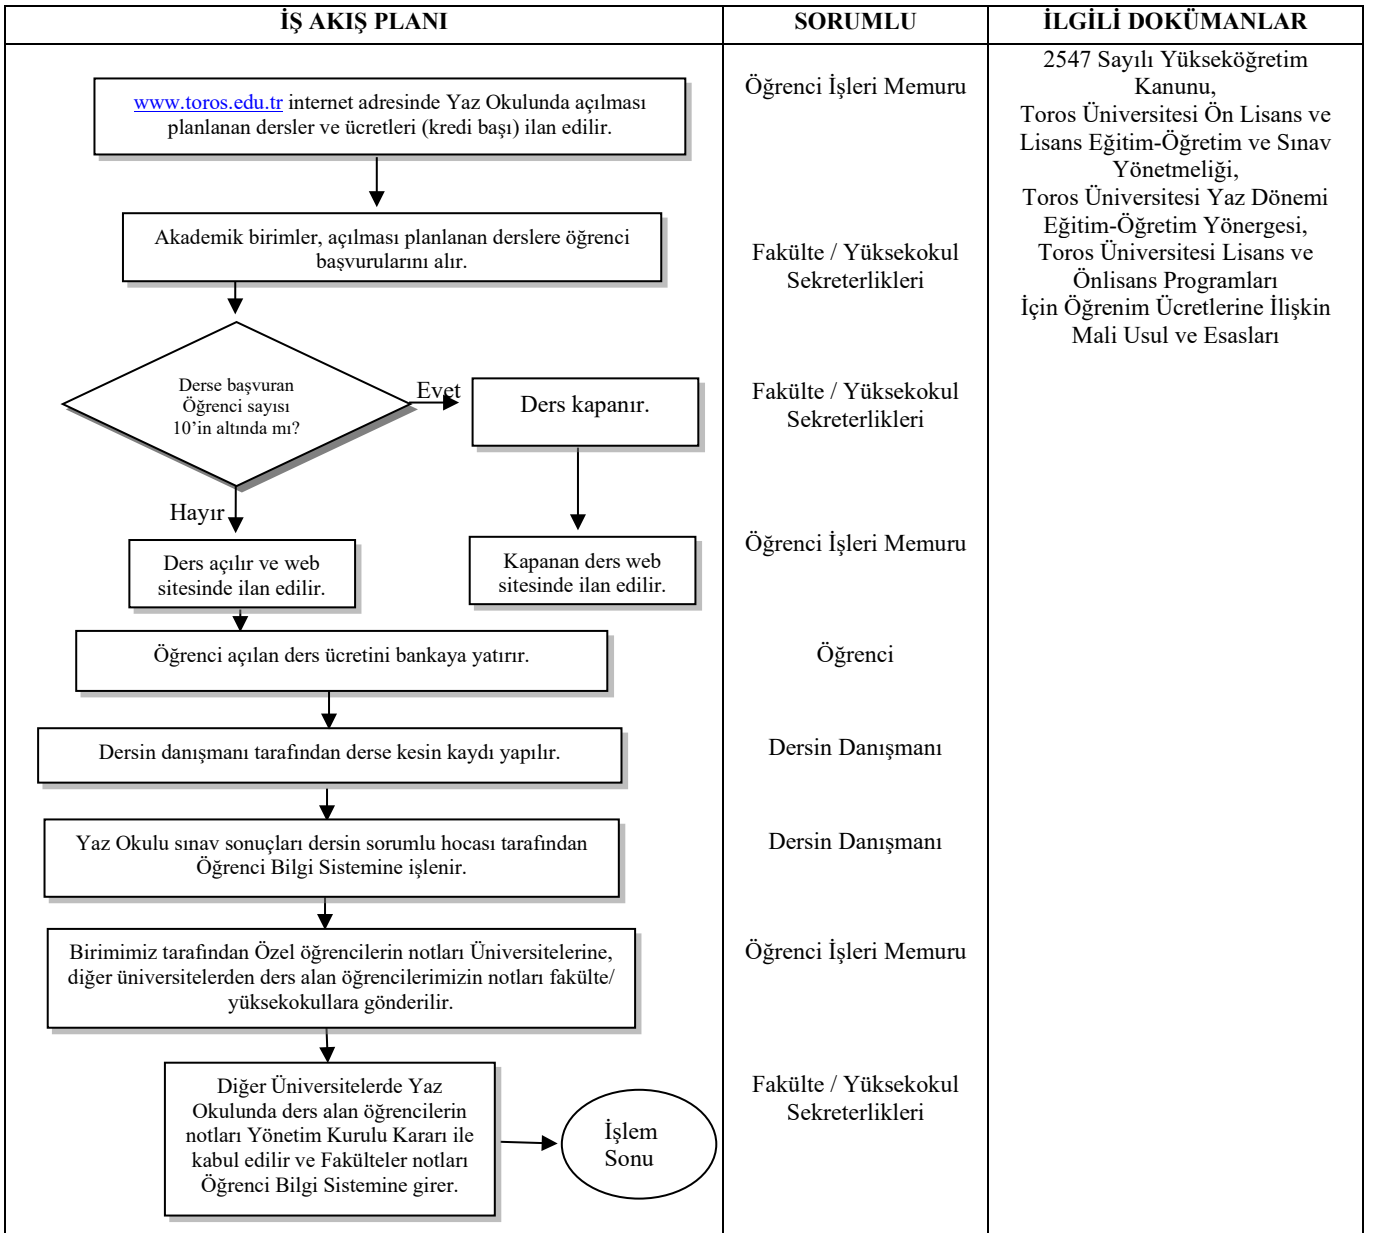 İŞ AKIŞ PLANI
SORUMLU
İLGİLİ DOKÜMANLAR
www.toros.edu.tr internet adresinde Yaz Okulunda açılması
planlanan dersler ve ücretleri (kredi başı) ilan edilir.
Öğrenci İşleri Memuru
2547 Sayılı Yükseköğretim
Kanunu,
Toros Üniversitesi Ön Lisans ve
Lisans Eğitim-Öğretim ve Sınav
Yönetmeliği,
Toros Üniversitesi Yaz Dönemi
Eğitim-Öğretim Yönergesi,
Toros Üniversitesi Lisans ve
Önlisans Programları
İçin Öğrenim Ücretlerine İlişkin
Mali Usul ve Esasları
Akademik birimler, açılması planlanan derslere öğrenci
başvurularını alır.
Fakülte / Yüksekokul
Sekreterlikleri
Derse başvuran
Öğrenci sayısı
10’in altında mı?
Evet
Ders kapanır.
Fakülte / Yüksekokul
Sekreterlikleri
Hayır
Ders açılır ve web
sitesinde ilan edilir.
Kapanan ders web
sitesinde ilan edilir.
Öğrenci İşleri Memuru
Öğrenci açılan ders ücretini bankaya yatırır.
Öğrenci
Dersin danışmanı tarafından derse kesin kaydı yapılır.
Dersin Danışmanı
Yaz Okulu sınav sonuçları dersin sorumlu hocası tarafından
Öğrenci Bilgi Sistemine işlenir.
Dersin Danışmanı
Birimimiz tarafından Özel öğrencilerin notları Üniversitelerine,
diğer üniversitelerden ders alan öğrencilerimizin notları fakülte/
yüksekokullara gönderilir.
Öğrenci İşleri Memuru
Diğer Üniversitelerde Yaz
Okulunda ders alan öğrencilerin
notları Yönetim Kurulu Kararı ile
kabul edilir ve Fakülteler notları
Öğrenci Bilgi Sistemine girer.
İşlem
Sonu
Fakülte / Yüksekokul
Sekreterlikleri